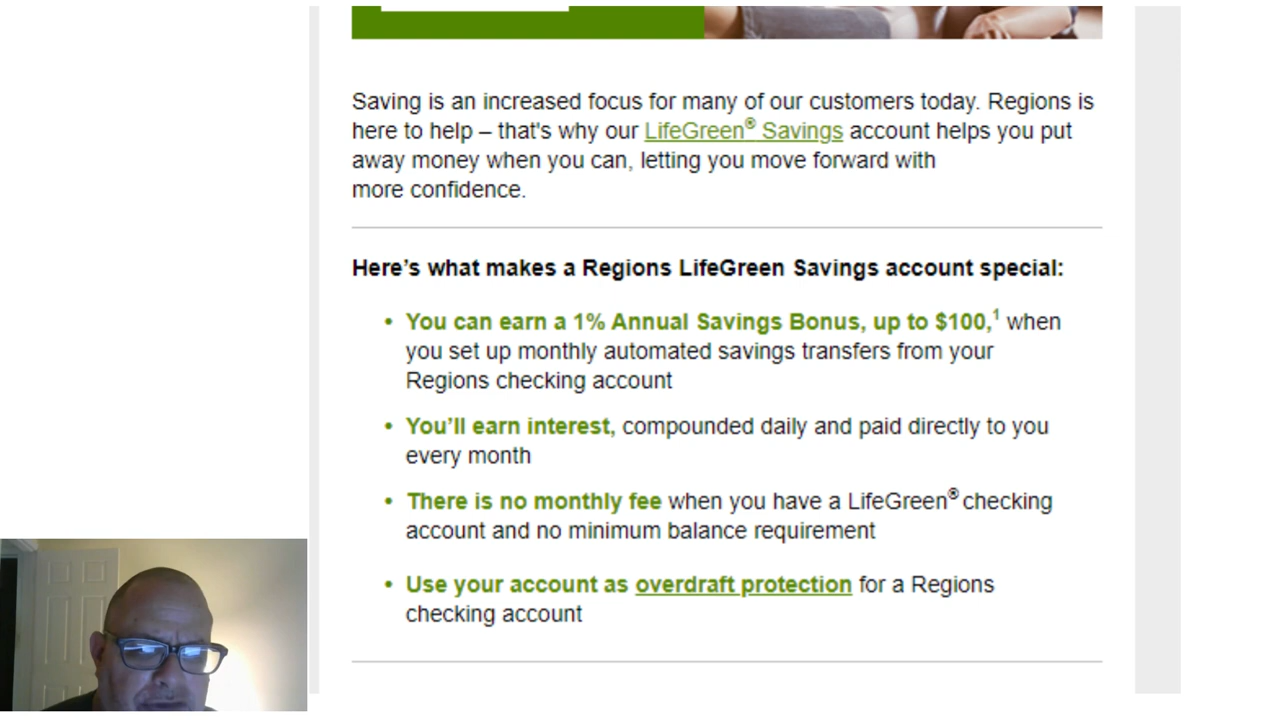 Saving is an increased focus for many of our customers today. Regions is
here to help – that's why our LifeGreen® Savings account helps you put
away money when you can, letting you move forward with
more confidence.
Here’s what makes a Regions LifeGreen Savings account special:
• You can earn a 1% Annual Savings Bonus, up to $100,¹ when
you set up monthly automated savings transfers from your
Regions checking account
• You’ll earn interest, compounded daily and paid directly to you
every month
• There is no monthly fee when you have a LifeGreen® checking
account and no minimum balance requirement
• Use your account as overdraft protection for a Regions
checking account